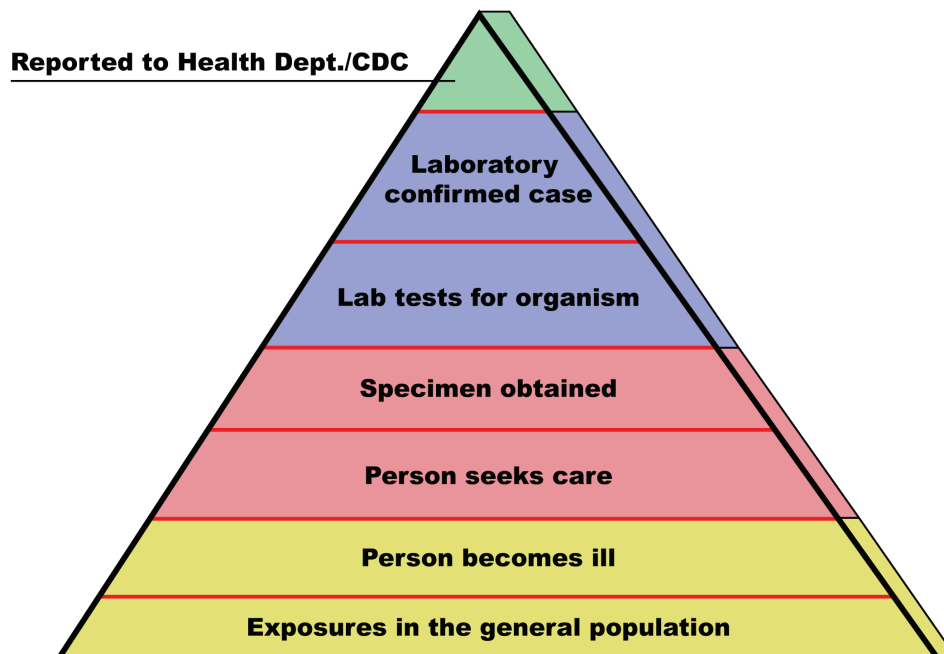 Reported to Health Dept./CDC
Laboratory
confirmed case
Lab tests for organism
Specimen obtained
Person seeks care
Person becomes ill
Exposures in the general population